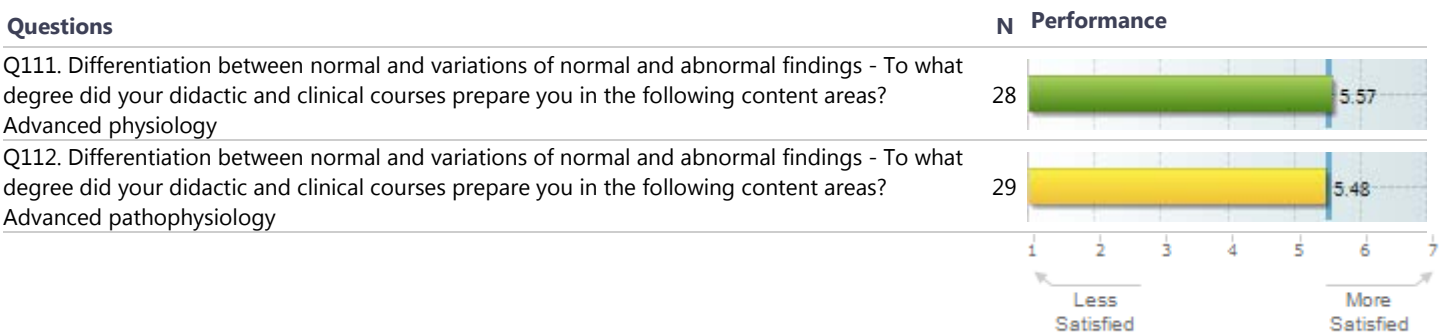 Questions N Performance
Q111. Differentiation between normal and variations of normal and abnormal findings - To what
degree did your didactic and clinical courses prepare you in the following content areas? 28 5.57
Advanced physiology
Q112. Differentiation between normal and variations of normal and abnormal findings - To what
degree did your didactic and clinical courses prepare you in the following content areas? 29 5.48
Advanced pathophysiology
1 2 3 4 5 6 7
Less More
Satisfied Satisfied